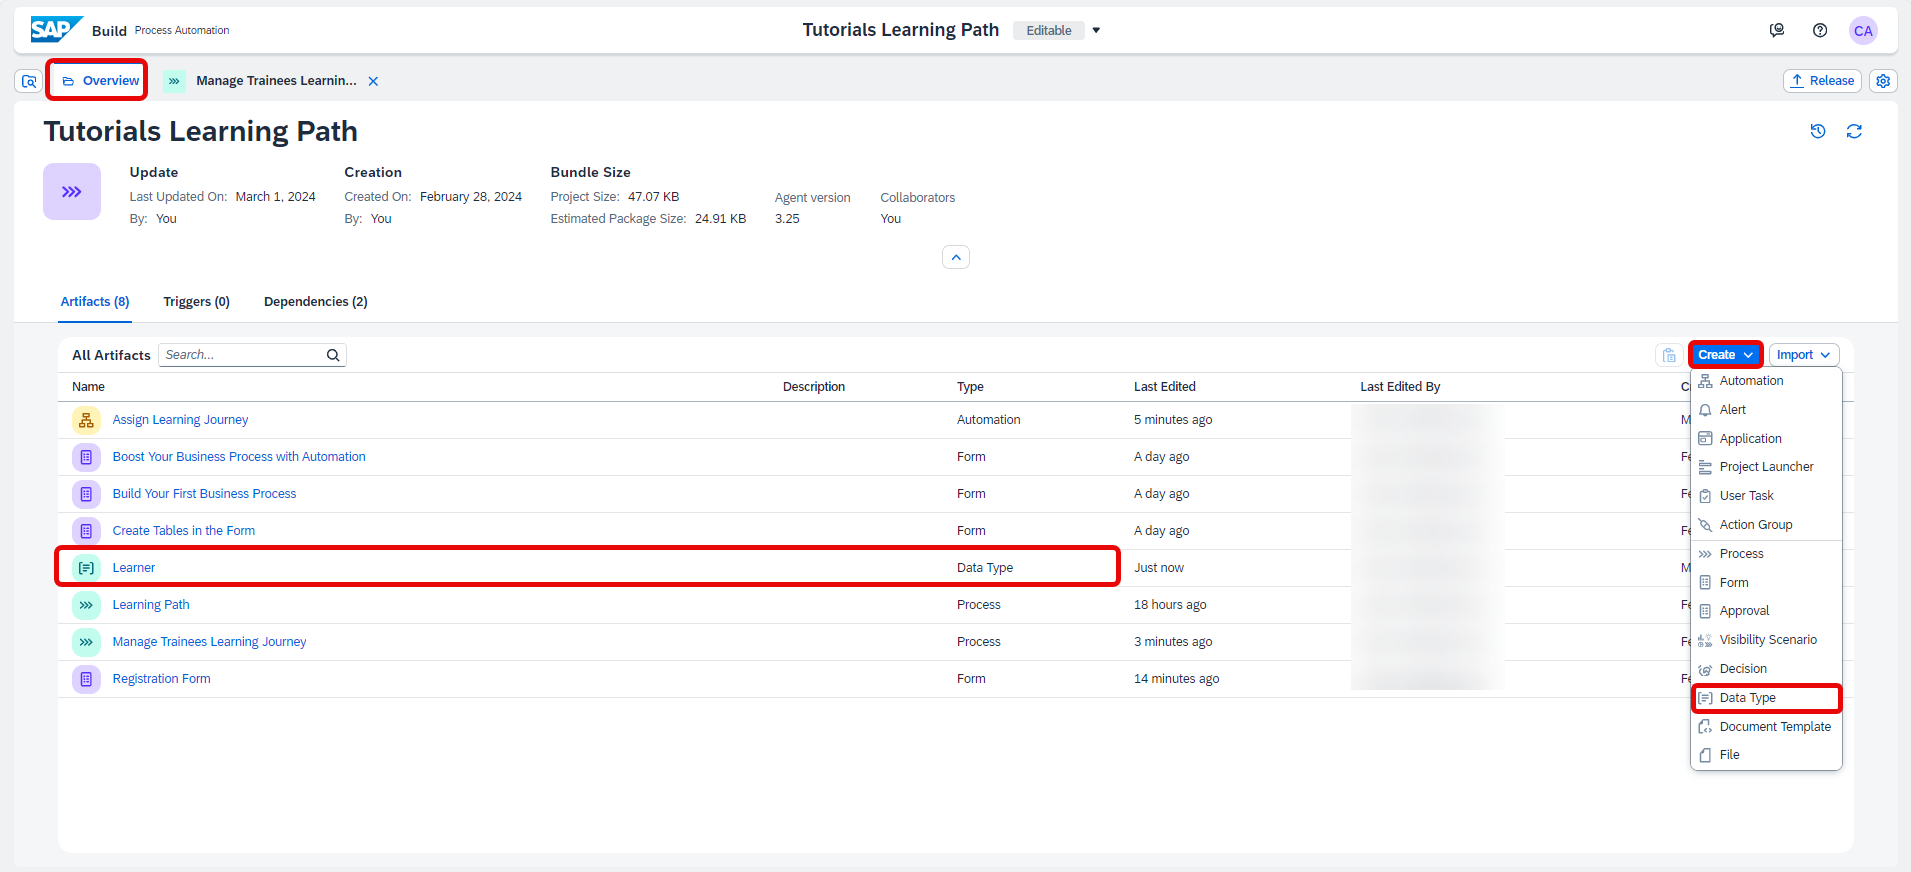 SAP Build Process Automation
Tutorials Learning Path Editable
CA
Overview Manage Trainees Learnin...
Release
Tutorials Learning Path
Update Creation Bundle Size
Last Updated On: March 1, 2024 Created On: February 28, 2024 Project Size: 47.07 KB Agent version Collaborators
By: You By: You Estimated Package Size: 24.91 KB 3.25 You
Artifacts (8) Triggers (0) Dependencies (2)
All Artifacts Search... Create Import
Name Description Type Last Edited Last Edited By
Assign Learning Journey Automation 5 minutes ago
Boost Your Business Process with Automation Form A day ago
Build Your First Business Process Form A day ago
Create Tables in the Form Form A day ago
Learner Data Type Just now
Learning Path Process 18 hours ago
Manage Trainees Learning Journey Process 3 minutes ago
Registration Form Form 14 minutes ago
Automation
Alert
Application
Project Launcher
User Task
Action Group
Process
Form
Approval
Visibility Scenario
Decision
Data Type
Document Template
File